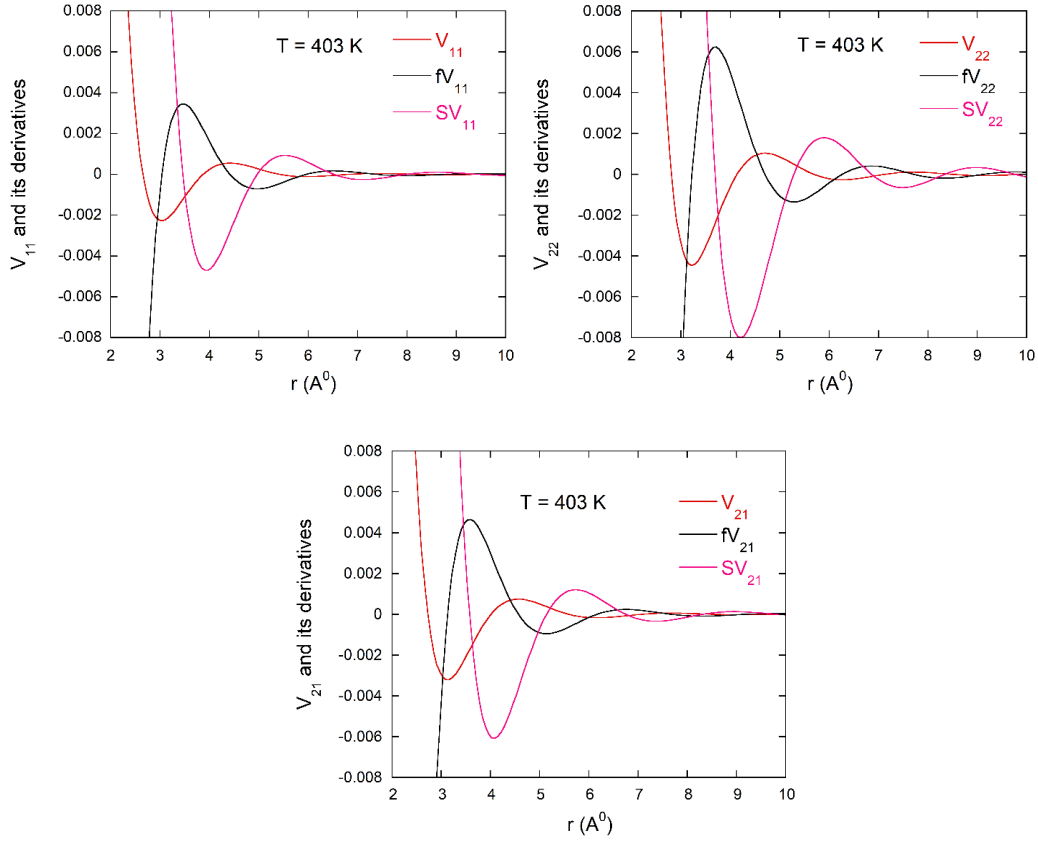 0.008
0.006
0.004
0.002
0
-0.002
-0.004
-0.006
-0.008
V11 and its derivatives
T = 403 K
V11
fV11
SV11
2 3 4 5 6 7 8 9 10
r (A⁰)
0.008
0.006
0.004
0.002
0
-0.002
-0.004
-0.006
-0.008
V22 and its derivatives
T = 403 K
V22
fV22
SV22
2 3 4 5 6 7 8 9 10
r (A⁰)
0.008
0.006
0.004
0.002
0
-0.002
-0.004
-0.006
-0.008
V21 and its derivatives
T = 403 K
V21
fV21
SV21
2 3 4 5 6 7 8 9 10
r (A⁰)